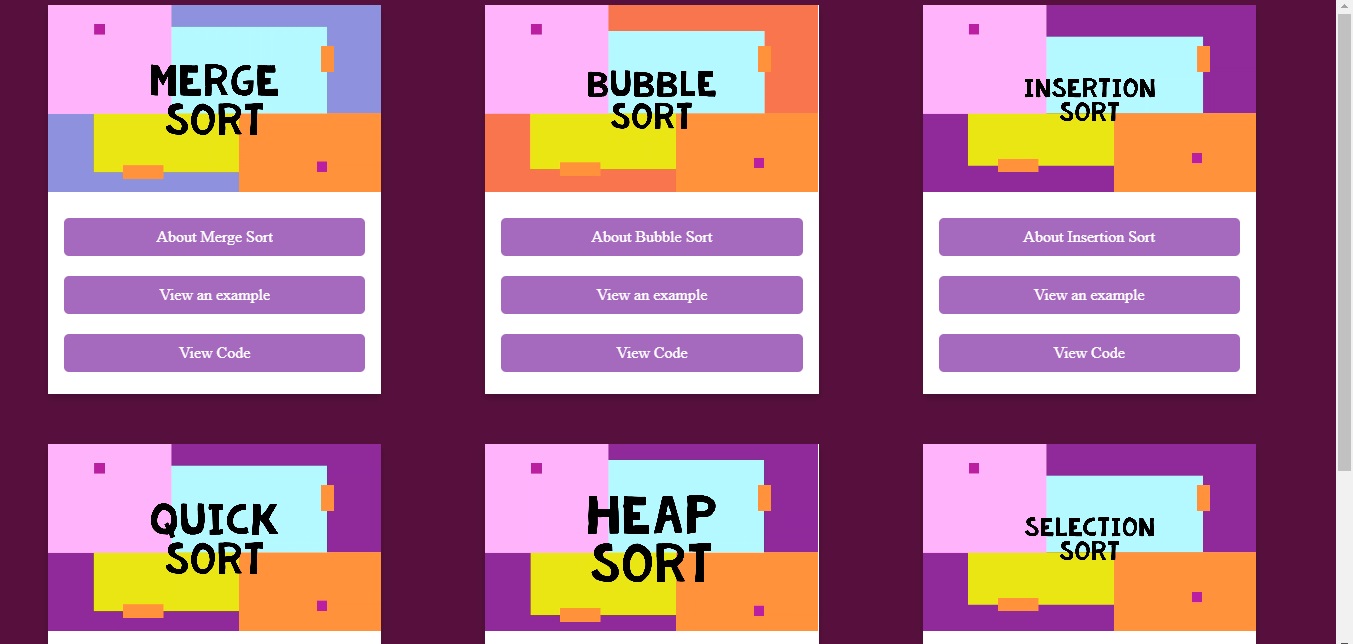 MERGE
SORT
BUBBLE
SORT
INSERTION
SORT
About Merge Sort
About Bubble Sort
About Insertion Sort
View an example
View an example
View an example
View Code
View Code
View Code
QUICK
SORT
HEAP
SORT
SELECTION
SORT